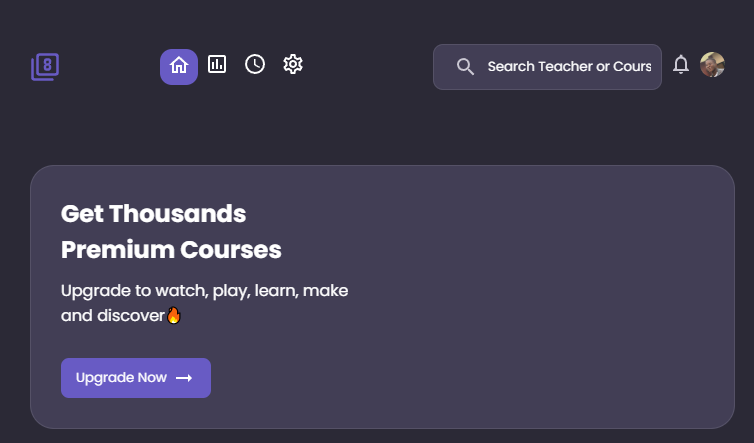 8
Search Teacher or Cours
Get Thousands
Premium Courses
Upgrade to watch, play, learn, make
and discover🔥
Upgrade Now →